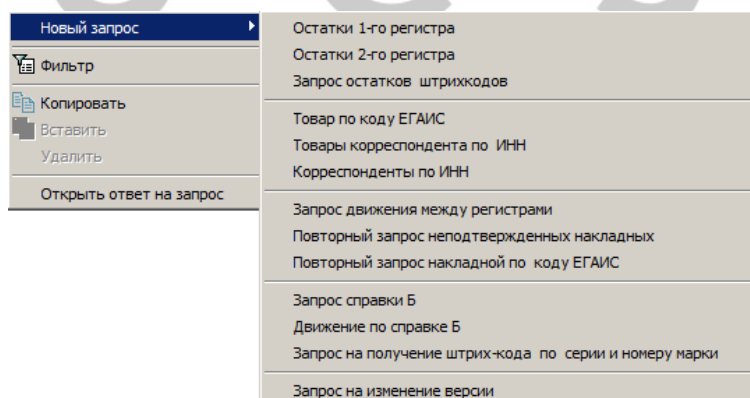 Новый запрос
Фильтр
Копировать
Вставить
Удалить
Открыть ответ на запрос
Остатки 1-го регистра
Остатки 2-го регистра
Запрос остатков штрихкодов
Товар по коду ЕГАИС
Товары корреспондента по ИНН
Корреспонденты по ИНН
Запрос движения между регистрами
Повторный запрос неподтвержденных накладных
Повторный запрос накладной по коду ЕГАИС
Запрос справки Б
Движение по справке Б
Запрос на получение штрих-кода по серии и номеру марки
Запрос на изменение версии